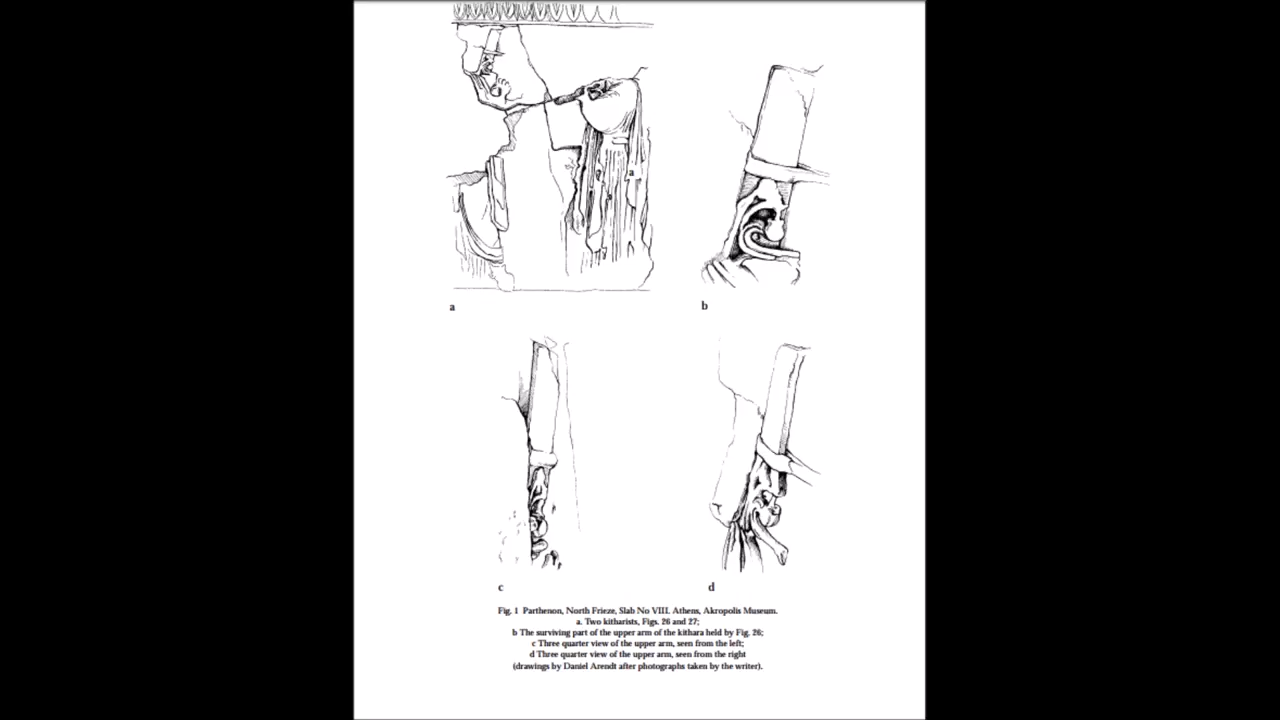 a
a
b
c
d
Fig. 1 Parthenon, North Frieze, Slab No VIII. Athens, Akropolis Museum.
a. Two kitharists, Figs. 26 and 27;
b The surviving part of the upper arm of the kithara held by Fig. 26;
c Three quarter view of the upper arm, seen from the left;
d Three quarter view of the upper arm, seen from the right
(drawings by Daniel Arendt after photographs taken by the writer).